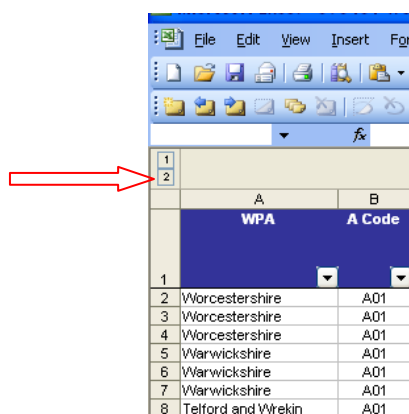 File Edit View Insert
fx
1
2
A B
WPA A Code
1
2 Worcestershire A01
3 Worcestershire A01
4 Worcestershire A01
5 Warwickshire A01
6 Warwickshire A01
7 Warwickshire A01
8 Telford and Wrekin A01